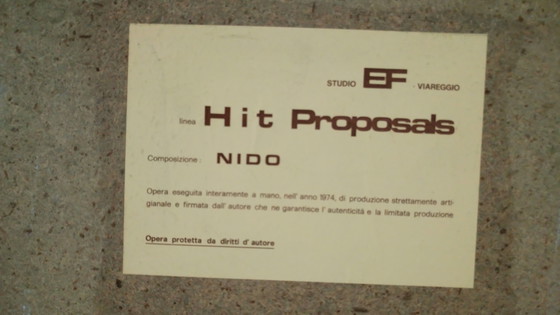 STUDIO EF VIAREGGIO
linea Hit Proposals
Composizione: NIDO
Opera eseguita interamente a mano, nell' anno 1974, di produzione strettamente arti-
gianale e firmata dall' autore che ne garantisce l' autenticità e la limitata produzione
Opera protetta da diritti d' autore